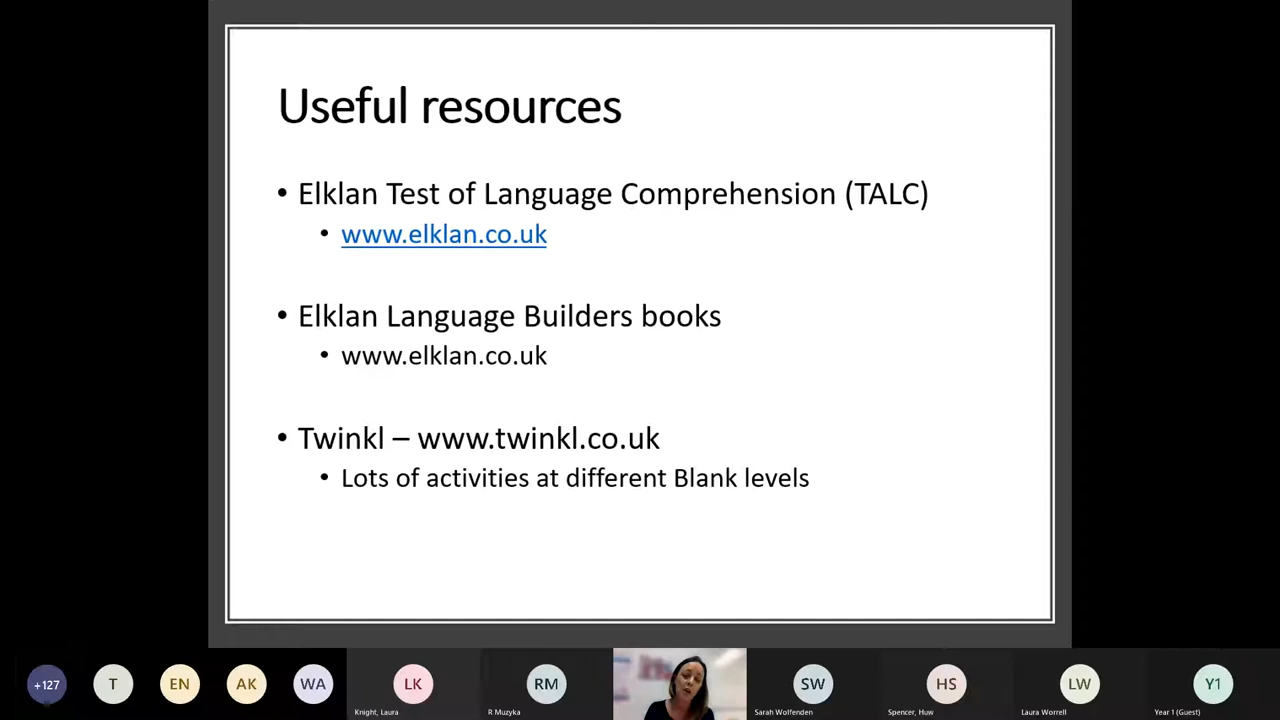 Useful resources
• Elklan Test of Language Comprehension (TALC)
• www.elklan.co.uk
• Elklan Language Builders books
• www.elklan.co.uk
• Twinkl – www.twinkl.co.uk
• Lots of activities at different Blank levels
+127 T EN AK WA LK RM SW HS LW Y1
Knight, Laura R Muzyka Sarah Wolfenden Spencer, Huw Laura Worrell Year 1 (Guest)